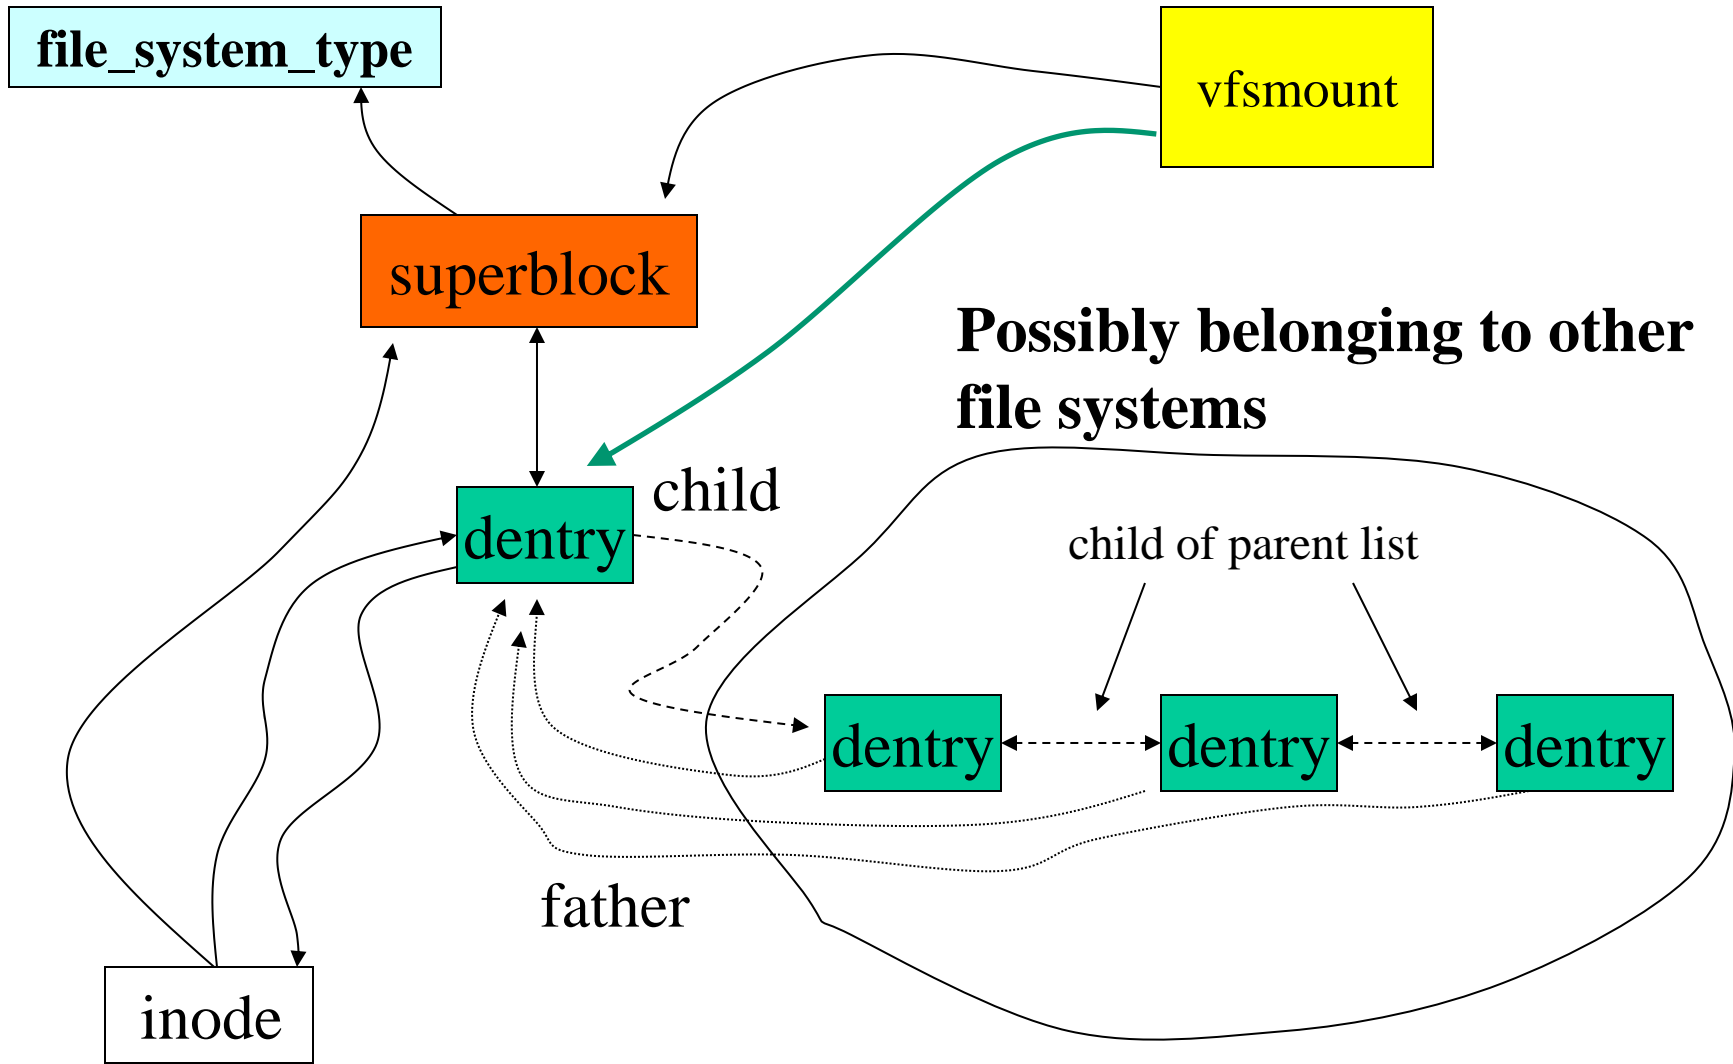 file_system_type
vfsmount
superblock
Possibly belonging to other
file systems
child
dentry
child of parent list
dentry
dentry
dentry
father
inode